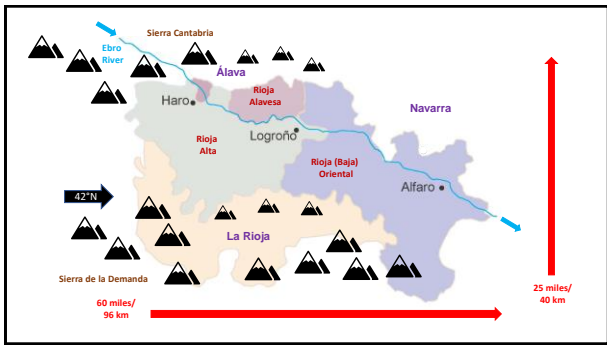 Sierra Cantabria
Ebro
River
Álava
Navarra
Haro
Rioja
Alavesa
Logroño
Rioja
Alta
Rioja (Baja)
Oriental
Alfaro
42°N
La Rioja
Sierra de la Demanda
60 miles/
96 km
25 miles/
40 km